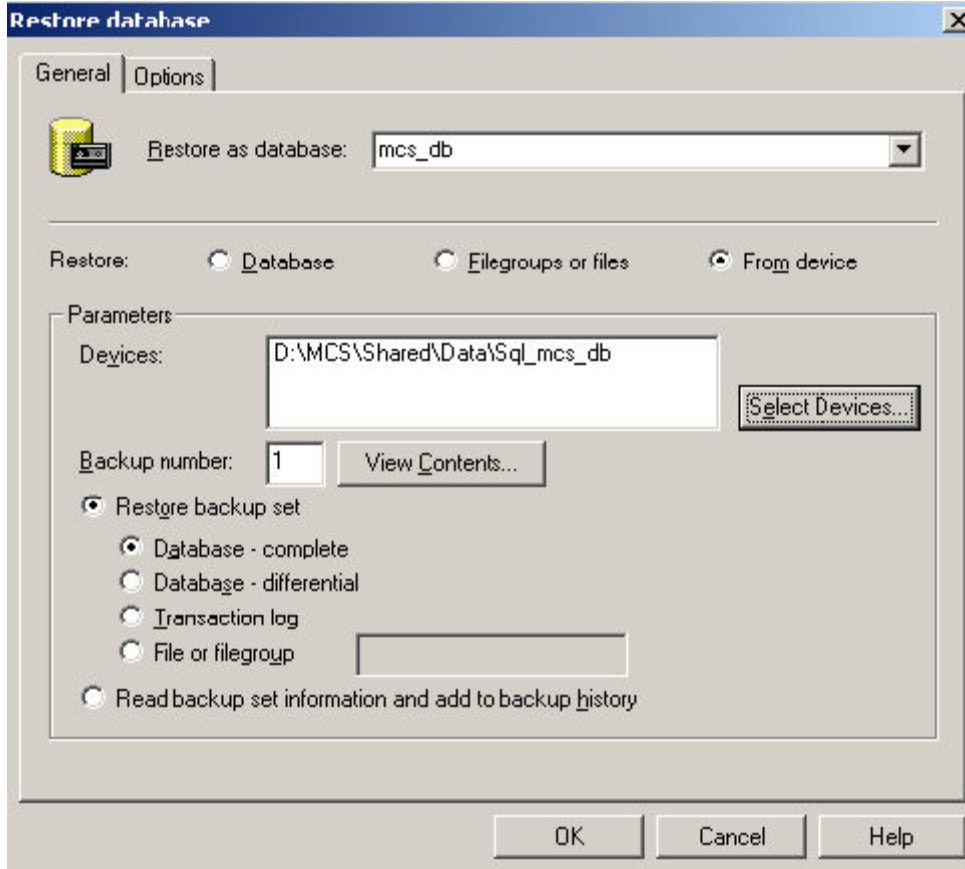 Restore database
General Options
Restore as database: mcs_db
Restore: Database Filegroups or files From device
Parameters
Devices: D:\MCS\Shared\Data\Sql_mcs_db
Select Devices...
Backup number: 1 View Contents...
Restore backup set
Database - complete
Database - differential
Transaction log
File or filegroup
Read backup set information and add to backup history
OK Cancel Help